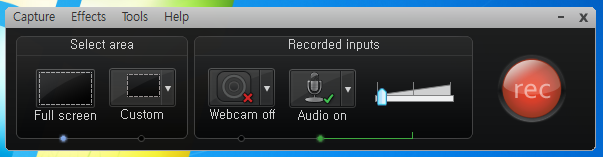 Capture Effects Tools Help
Select area
Recorded inputs
Full screen
Custom
Webcam off
Audio on
rec